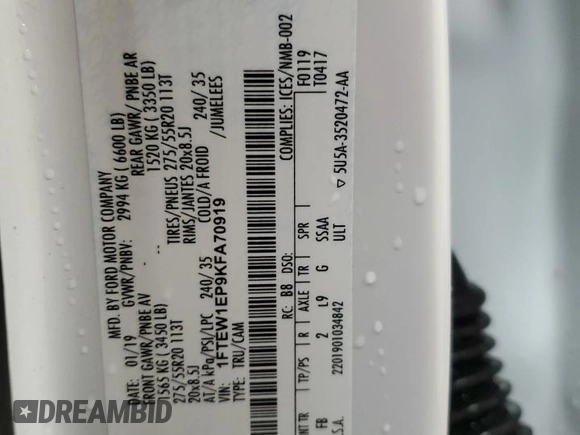 MFD. BY FORD MOTOR COMPANY
01/19 GVWR/PNBV: 2994 KG ( 6600 LB)
FRONT GAWR/PNBE AV REAR GAWR/ PNBE AR
1565 KG ( 3450 LB) 1520 KG ( 3350 LB)
275/55R20 113T TIRES/PNEUS 275/55R20 113T
20x8.5J RIMS/JANTES 20x8.5J
AT/A kPa/PSI/LPC 240/ 35 COLD/A FROID 240/ 35
VIN: 1FTEW1EP9KFA70919 /JUMELEES
TYPE: TRU/CAM
RC: B8 DSO: COMPLIES: ICES/NMB-002
F0119
T0417
NT TR TP/PS R AXLE TR SPR
FB 2 L9 G SSAA
ULT
▽ 5U5A-3520472-AA
.S.A. 2201901034842
DREAMBID